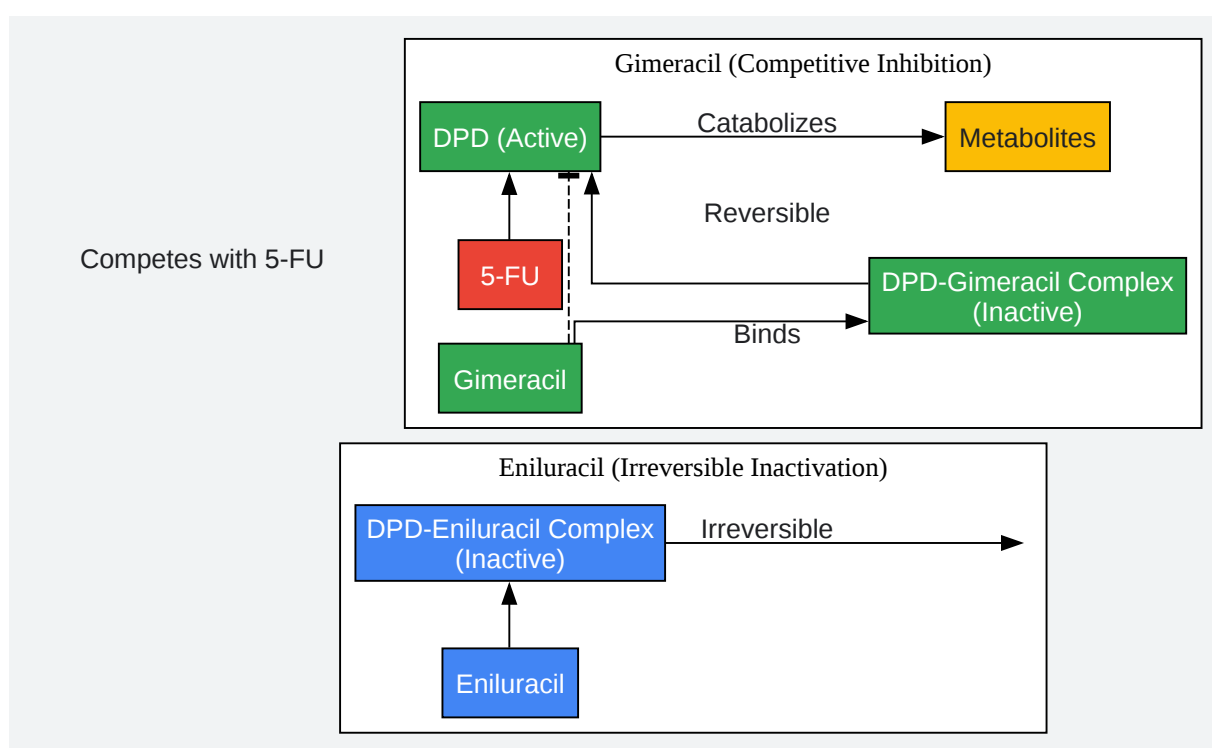 Gimeracil (Competitive Inhibition)
DPD (Active)
Catabolizes
Metabolites
Reversible
Competes with 5-FU
5-FU
DPD-Gimeracil Complex
(Inactive)
Binds
Gimeracil
Eniluracil (Irreversible Inactivation)
DPD-Eniluracil Complex
(Inactive)
Irreversible
Eniluracil